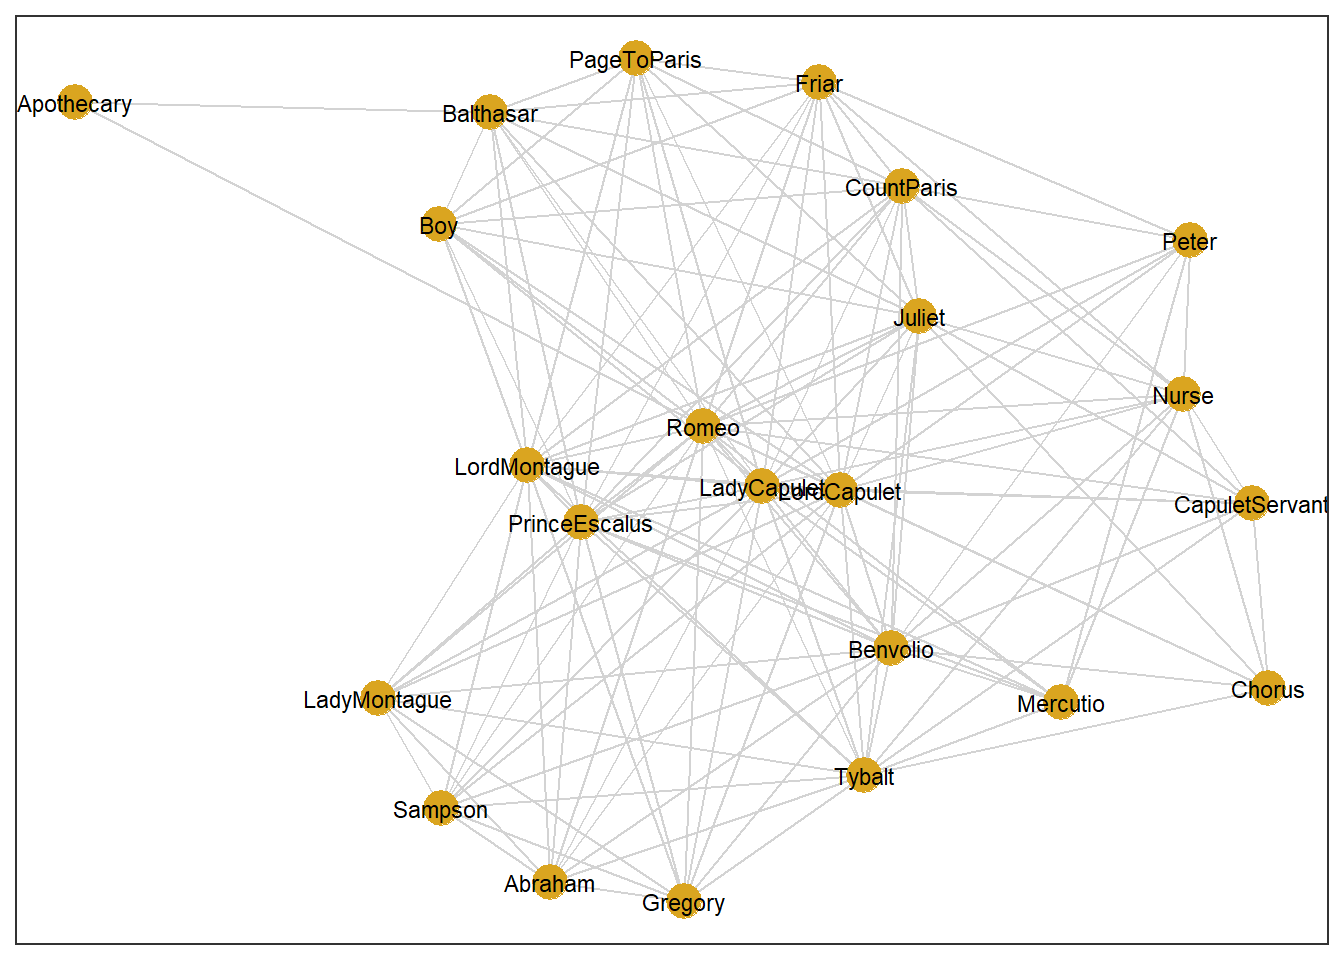 PageToParis
Friar
Apothecary
Balthasar
CountParis
Boy
Peter
Juliet
Nurse
Romeo
LordMontague
LadyCapulet
LordCapulet
CapuletServant
PrinceEscalus
Benvolio
Chorus
LadyMontague
Mercutio
Tybalt
Sampson
Abraham
Gregory